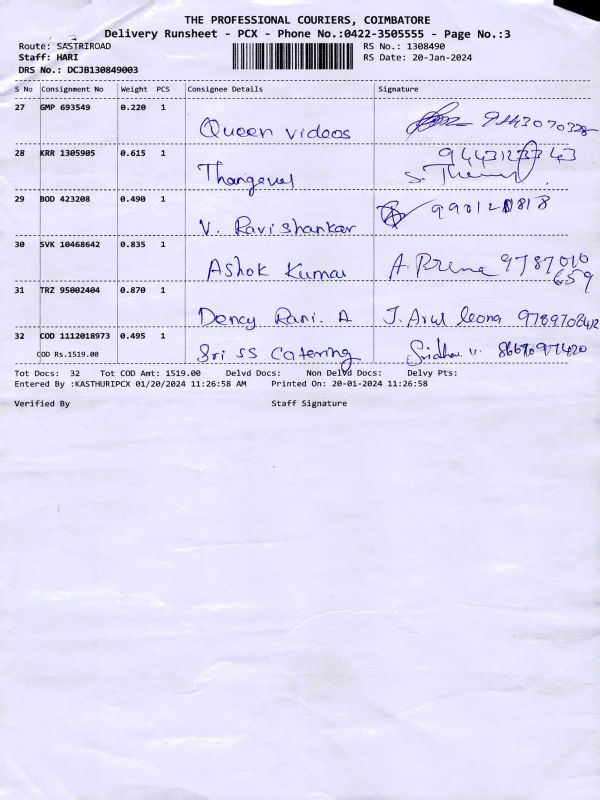 THE PROFESSIONAL COURIERS, COIMBATORE
Delivery Runsheet - PCX - Phone No.:0422-3505555 - Page No.:3
Route: SASTRIROAD RS No.: 1308490
Staff: HARI RS Date: 20-Jan-2024
DRS No.: DCJB130849003
S No Consignment No Weight PCS Consignee Details Signature
27 GMP 693549 0.220 1
Queen videos
28 KRR 1305905 0.615 1
Thangavel
29 BOD 423208 0.490 1 9901201818
V. Ravishankar
30 SVK 10468642 0.835 1
Ashok Kumar A. Prema 9787010
659
31 TRZ 95002404 0.870 1
Dency Rani. A J. Arul leona
32 COD 1112018973 0.495 1
COD Rs.1519.00 Sri SS Catering Sridhar V. 8667097420
Tot Docs: 32 Tot COD Amt: 1519.00 Delvd Docs: Non Delvd Docs: Delvy Pts:
Entered By :KASTHURIPCX 01/20/2024 11:26:58 AM Printed On: 20-01-2024 11:26:58
Verified By Staff Signature